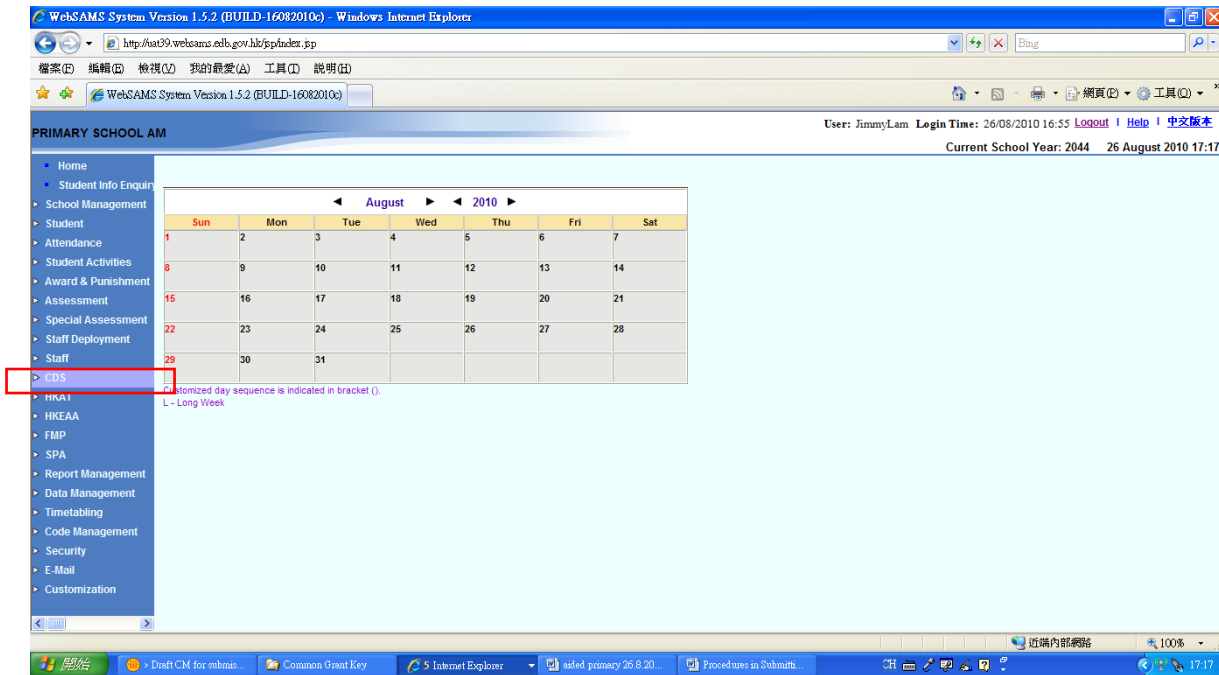 WebSAMS System Version 1.5.2 (BUILD-16082010c) - Windows Internet Explorer
http://uat39.websams.edb.gov.hk/jsp/index.jsp
Bing
檔案(F) 編輯(E) 檢視(V) 我的最愛(A) 工具(T) 說明(H)
WebSAMS System Version 1.5.2 (BUILD-16082010c)
網頁(P) 工具(O) »
PRIMARY SCHOOL AM
User: JimmyLam Login Time: 26/08/2010 16:55 Logout | Help | 中文版本
Current School Year: 2044 26 August 2010 17:17
Home
Student Info Enquiry
School Management
Student
Attendance
Student Activities
Award & Punishment
Assessment
Special Assessment
Staff Deployment
Staff
CDS
HKAT
HKEAA
FMP
SPA
Report Management
Data Management
Timetabling
Code Management
Security
E-Mail
Customization
August 2010
Sun Mon Tue Wed Thu Fri Sat
1 2 3 4 5 6 7
8 9 10 11 12 13 14
15 16 17 18 19 20 21
22 23 24 25 26 27 28
29 30 31
Customized day sequence is indicated in bracket ().
L - Long Week
近端內部網路 100%
開始 > Draft CM for submis... Common Grant Key 5 Internet Explorer aided primary 26.8.20... Procedures in Submitti... CH 17:17